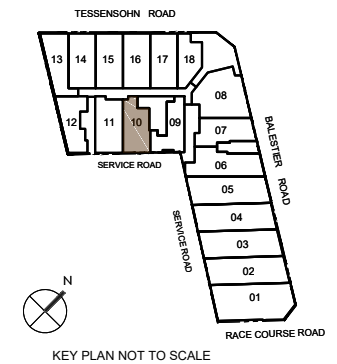 TESSENSOHN ROAD
13 14 15 16 17 18
08
12 11 10 09
07
BALESTIER ROAD
SERVICE ROAD
06
05
SERVICE ROAD
04
03
02
01
N
RACE COURSE ROAD
KEY PLAN NOT TO SCALE